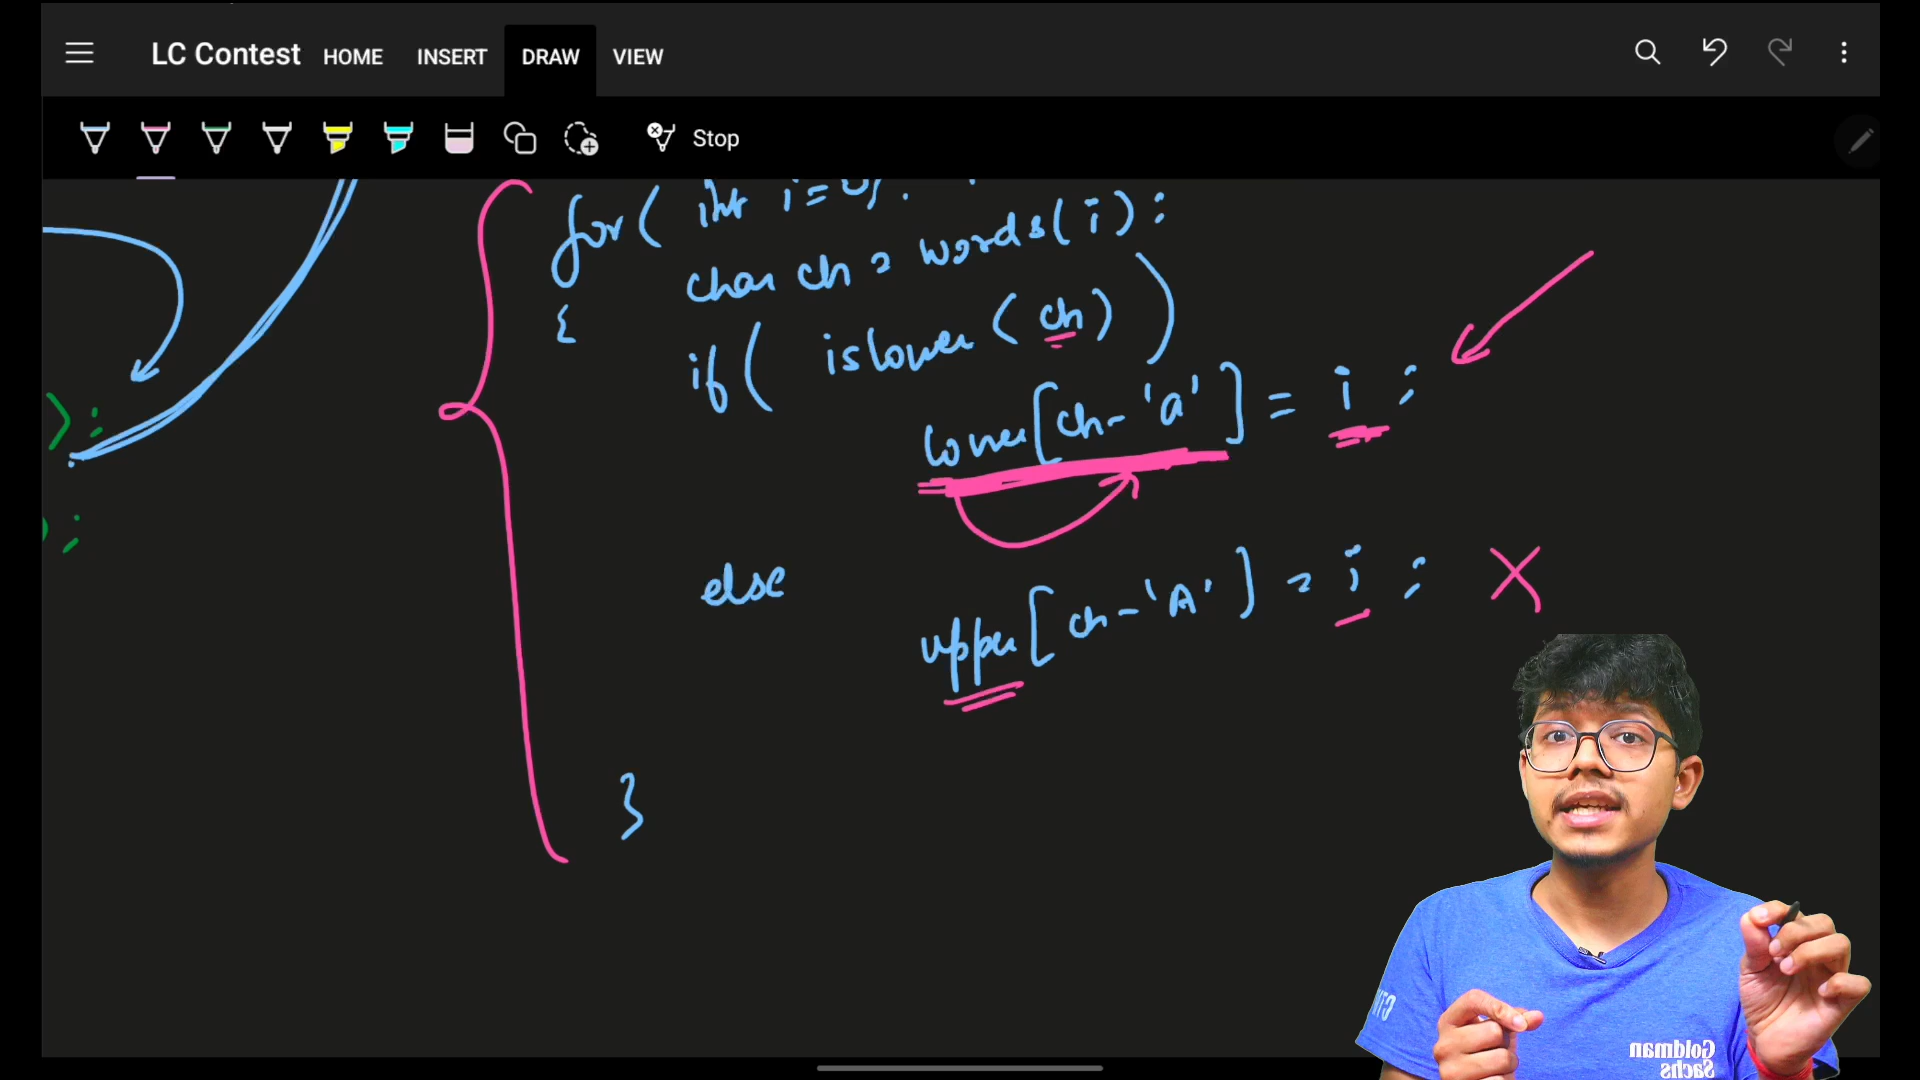 LC Contest HOME INSERT DRAW VIEW
Stop
for( int i=0;
char ch = words(i);
{
if( islower (ch) )
lower[ch-'a'] = i ;
else
upper[ch-'A'] = i ; X
}
) ;
) ;
Goldman
Sachs